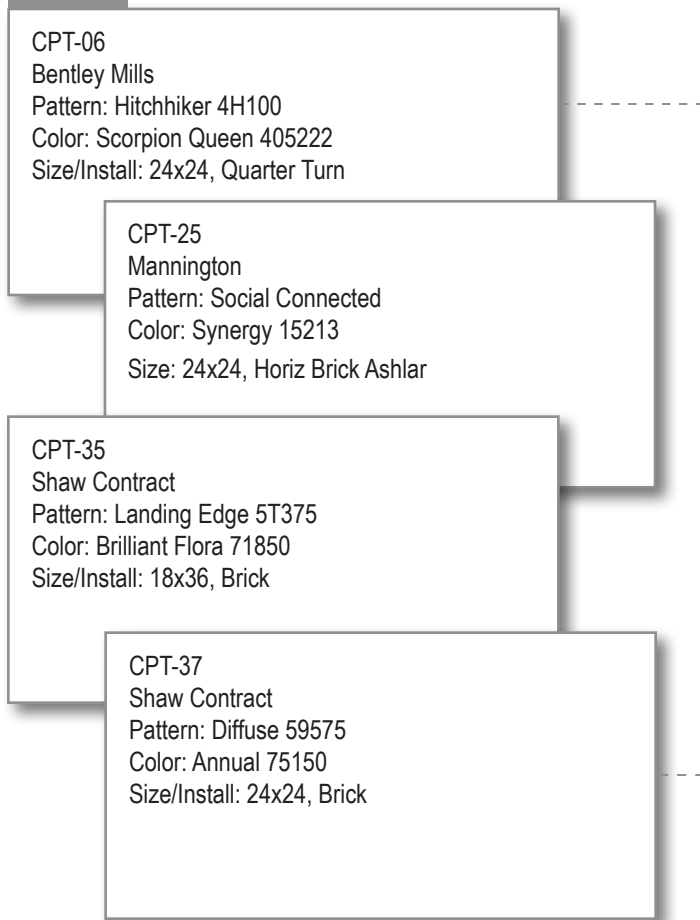 CPT-06
Bentley Mills
Pattern: Hitchhiker 4H100
Color: Scorpion Queen 405222
Size/Install: 24x24, Quarter Turn
CPT-25
Mannington
Pattern: Social Connected
Color: Synergy 15213
Size: 24x24, Horiz Brick Ashlar
CPT-35
Shaw Contract
Pattern: Landing Edge 5T375
Color: Brilliant Flora 71850
Size/Install: 18x36, Brick
CPT-37
Shaw Contract
Pattern: Diffuse 59575
Color: Annual 75150
Size/Install: 24x24, Brick